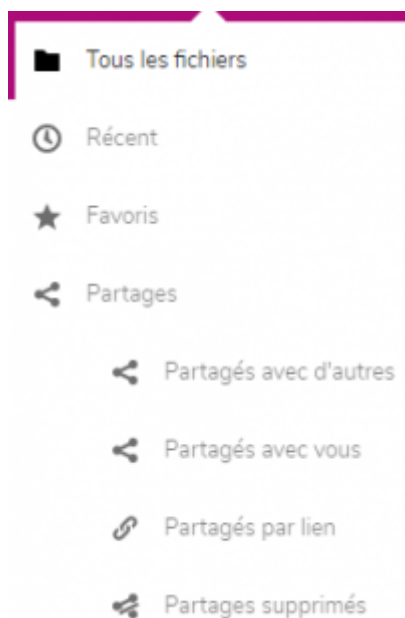 Tous les fichiers
Récent
Favoris
Partages
Partagés avec d'autres
Partagés avec vous
Partagés par lien
Partages supprimés